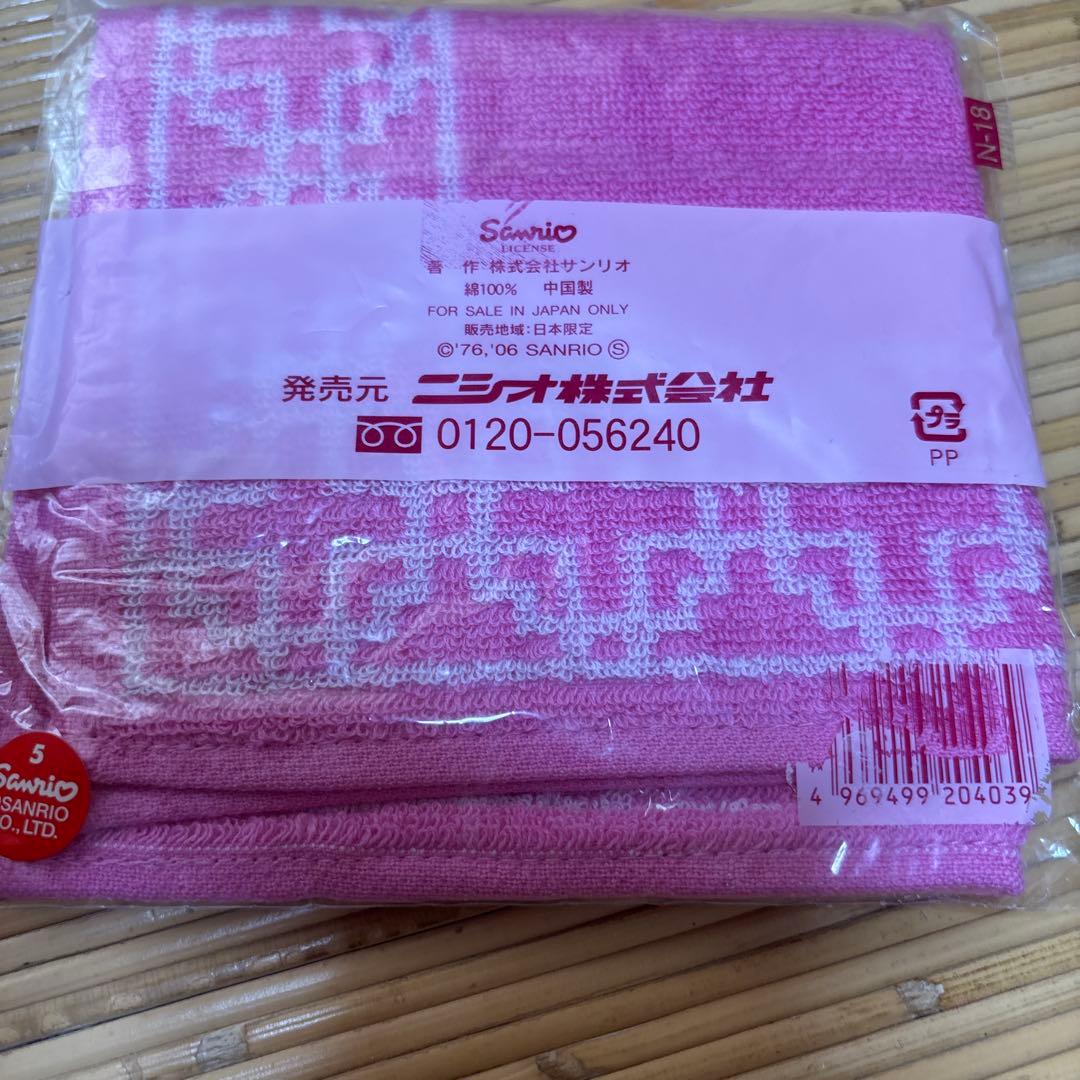 N-18
Sanrio
LICENSE
著 作 株式会社サンリオ
綿100% 中国製
FOR SALE IN JAPAN ONLY
販売地域:日本限定
©'76,'06 SANRIO Ⓢ
発売元 ニシオ株式会社
0120-056240
プラ
PP
5
Sanrio
SANRIO
CO., LTD.
4 969499 204039